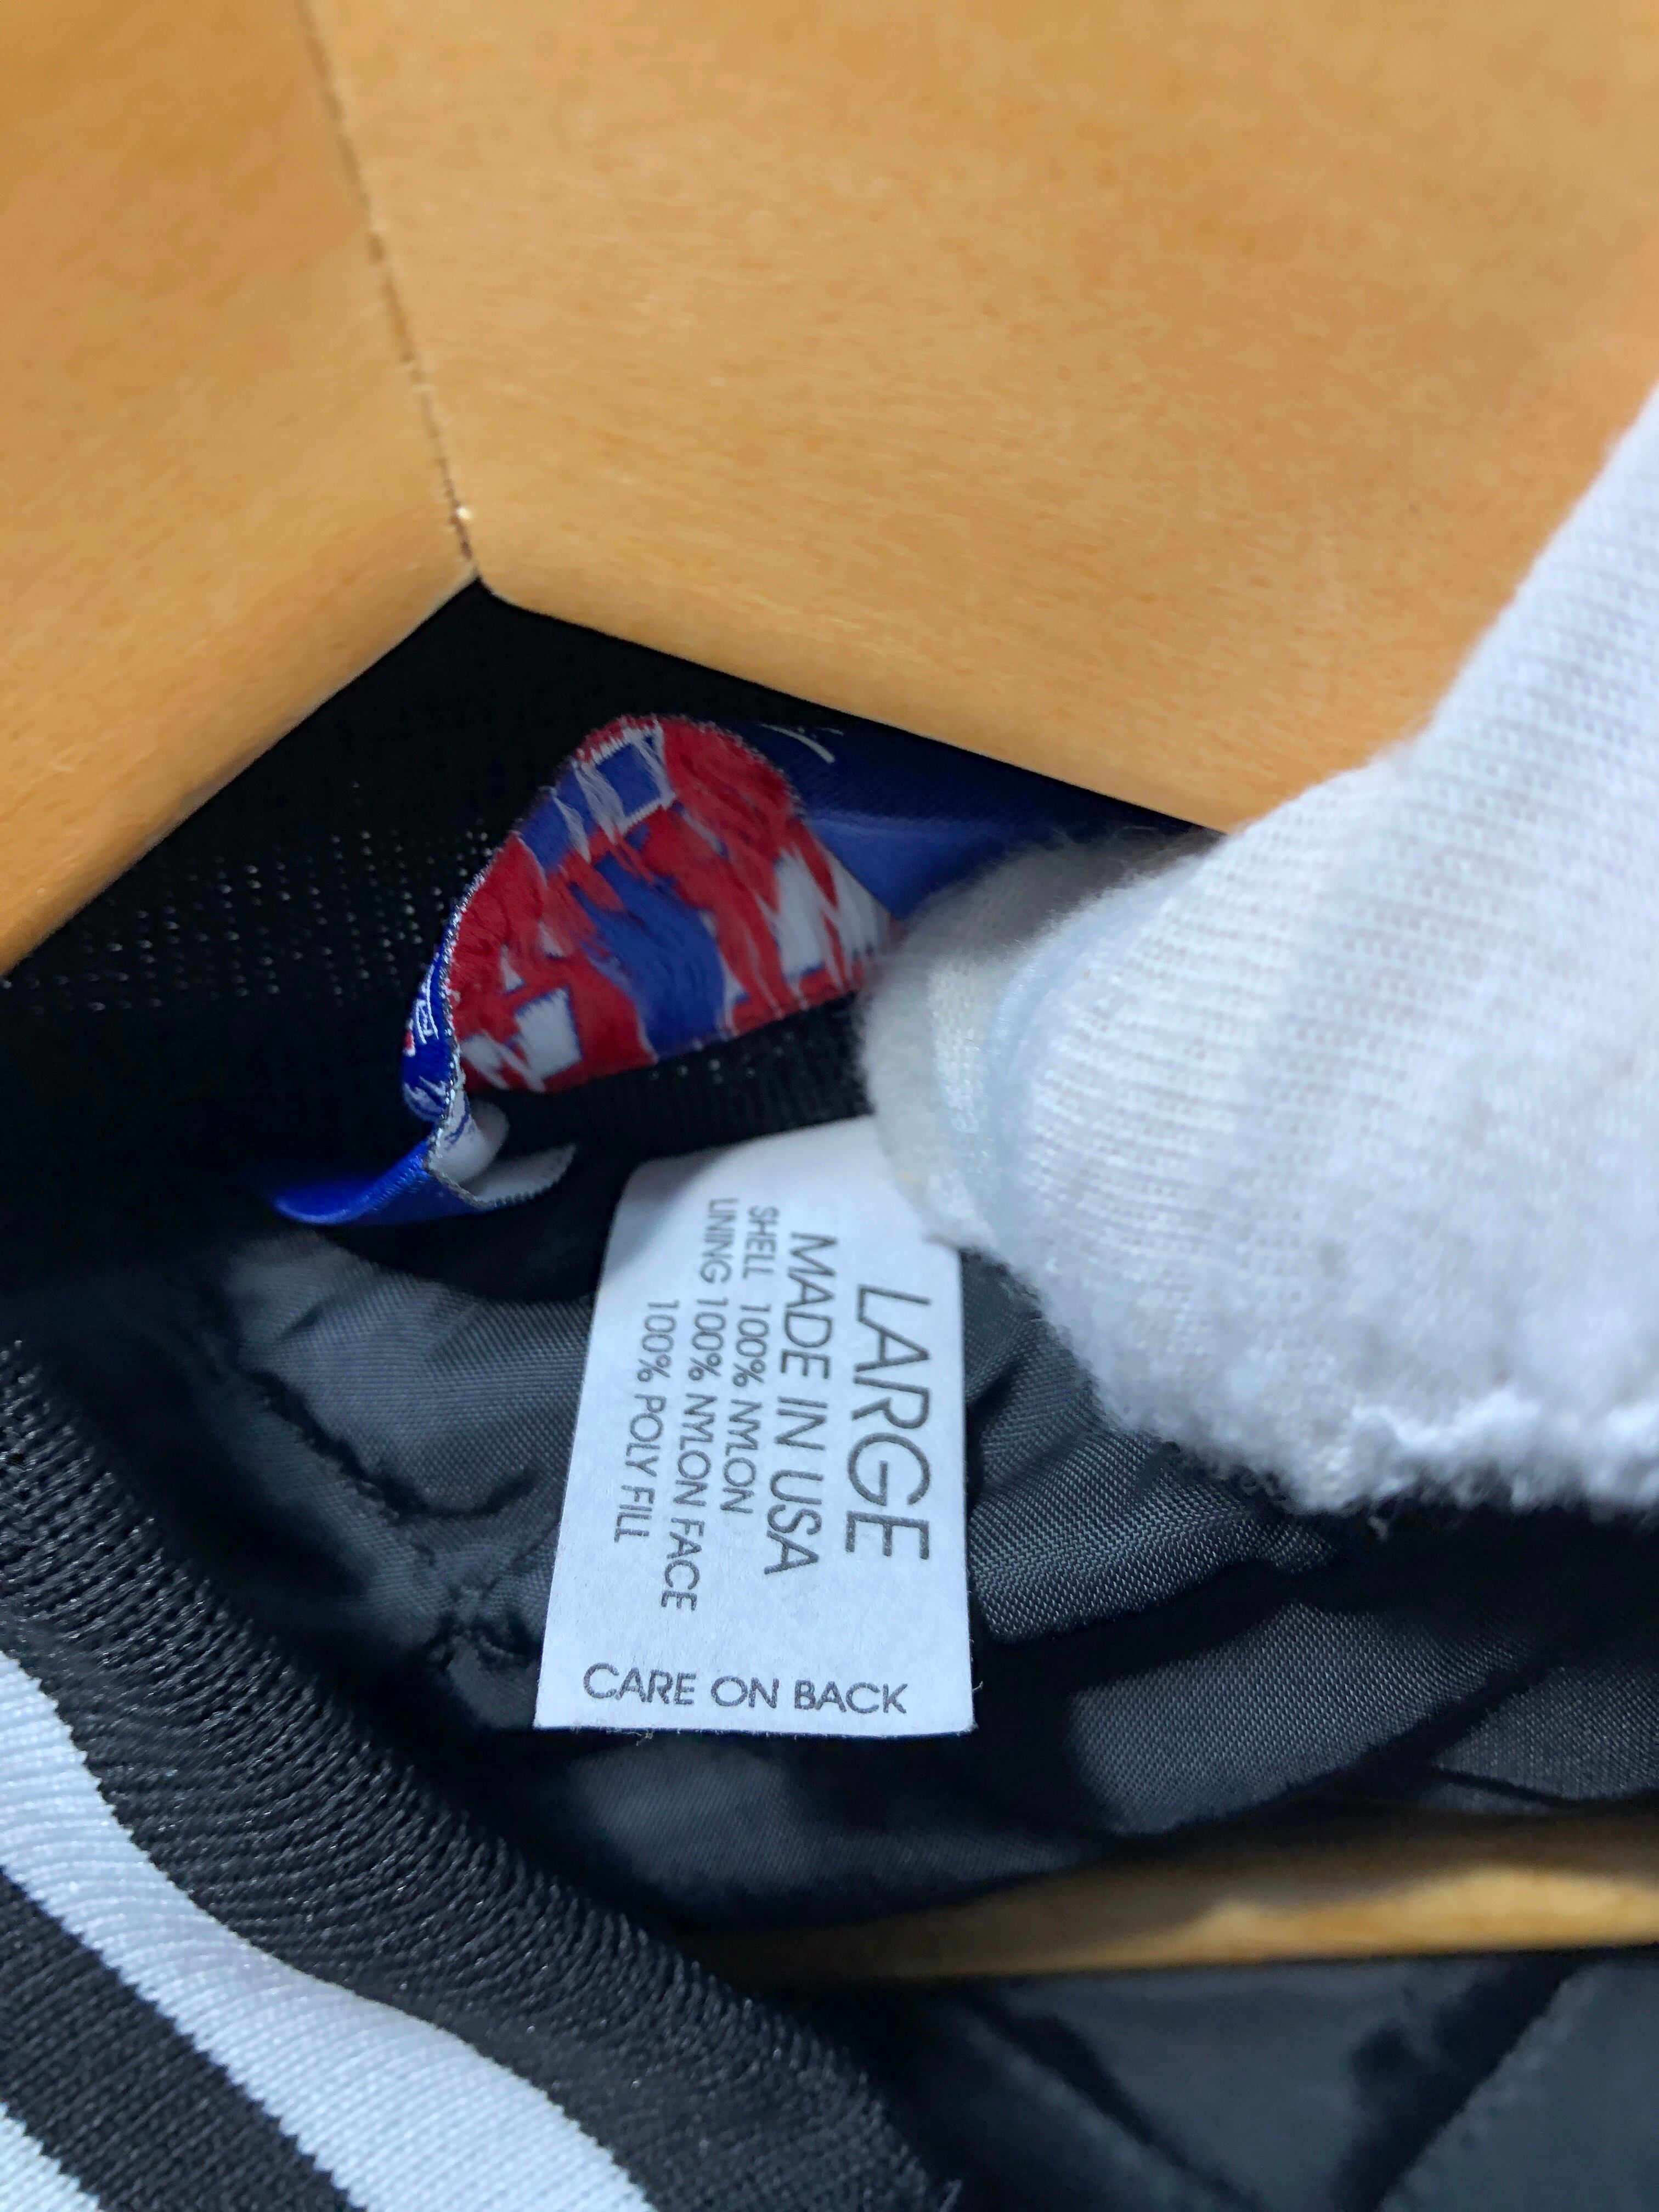 LARGE
MADE IN USA
SHELL 100% NYLON
LINING 100% NYLON FACE
100% POLY FILL
CARE ON BACK